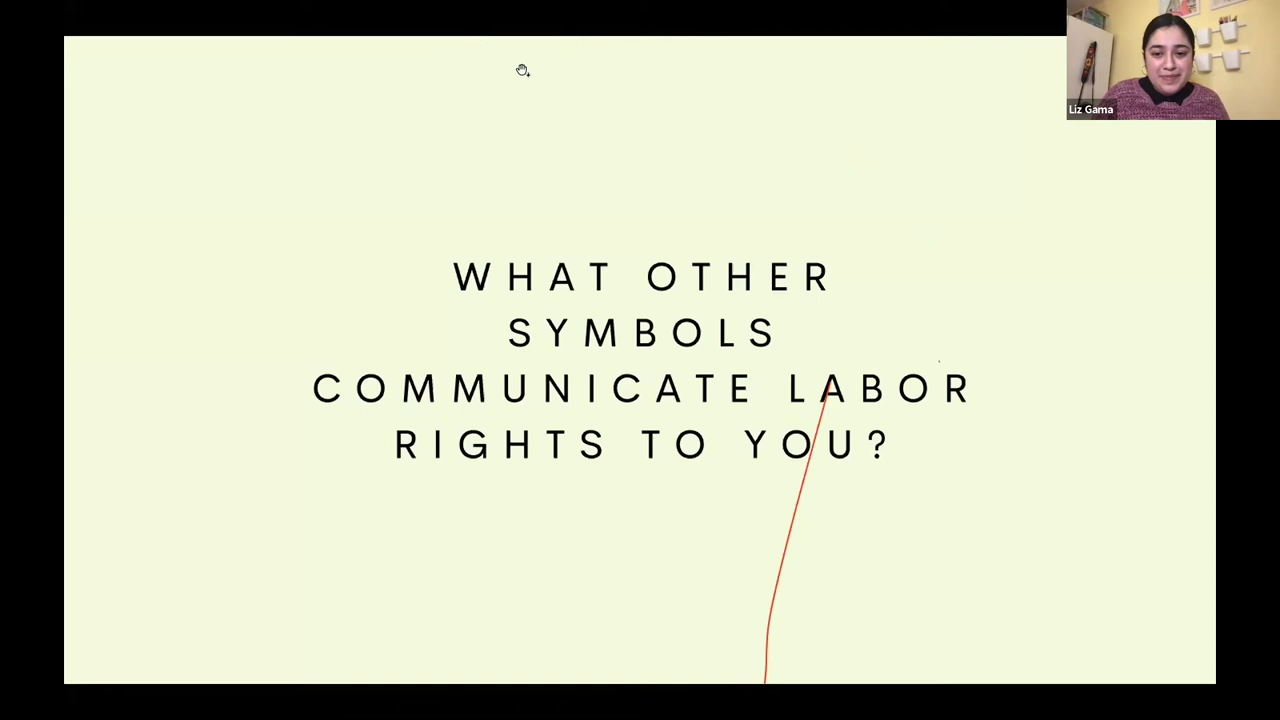 Liz Gama
WHAT OTHER
SYMBOLS
COMMUNICATE LABOR
RIGHTS TO YOU?